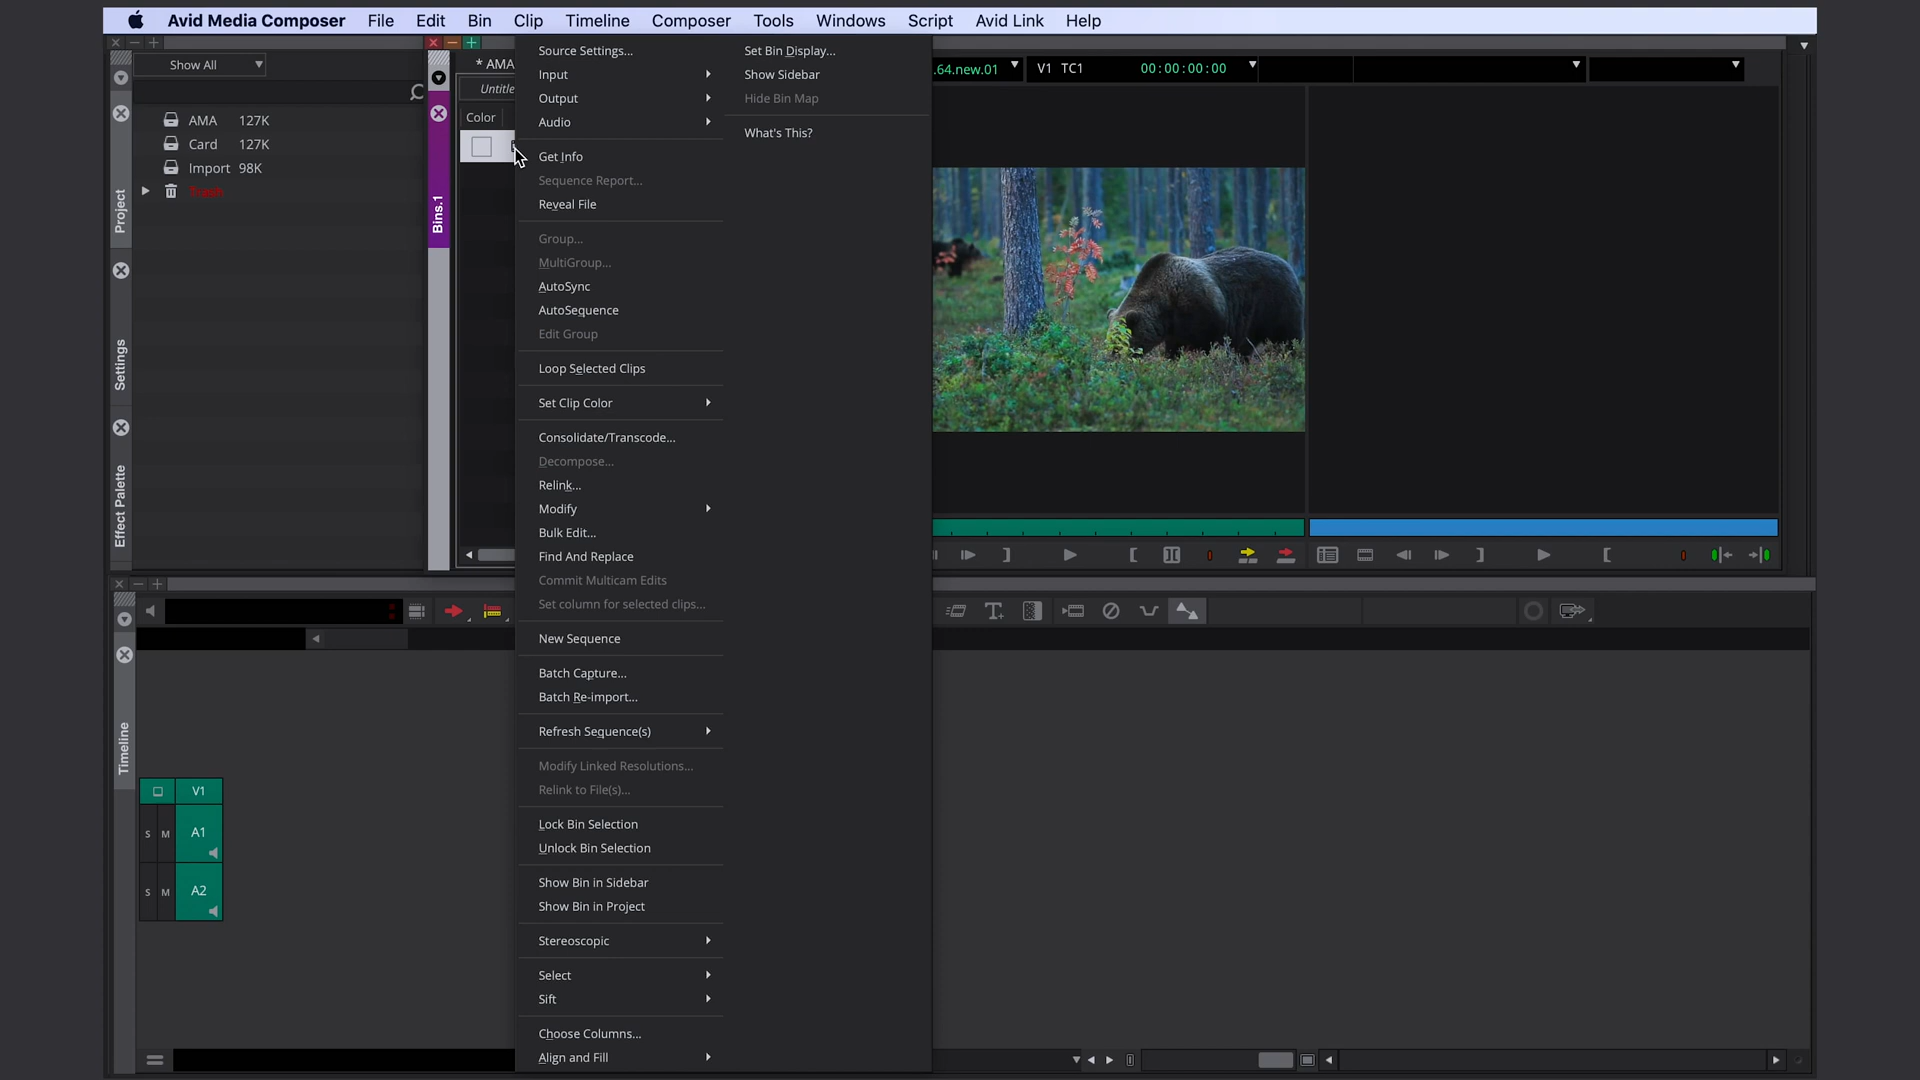 Avid Media Composer File Edit Bin Clip Timeline Composer Tools Windows Script Avid Link Help
Show All
AMA 127K
Card 127K
Import 98K
Trash
Project
Settings
Effect Palette
Bins.1
* AMA
Untitle
Color
Source Settings...
Input
Output
Audio
Get Info
Sequence Report...
Reveal File
Group...
MultiGroup...
AutoSync
AutoSequence
Edit Group
Loop Selected Clips
Set Clip Color
Consolidate/Transcode...
Decompose...
Relink...
Modify
Bulk Edit...
Find And Replace
Commit Multicam Edits
Set column for selected clips...
New Sequence
Batch Capture...
Batch Re-import...
Refresh Sequence(s)
Modify Linked Resolutions...
Relink to File(s)...
Lock Bin Selection
Unlock Bin Selection
Show Bin in Sidebar
Show Bin in Project
Stereoscopic
Select
Sift
Choose Columns...
Align and Fill
Set Bin Display...
Show Sidebar
Hide Bin Map
What's This?
.64.new.01 V1 TC1 00:00:00:00
Timeline
V1
S M A1
S M A2